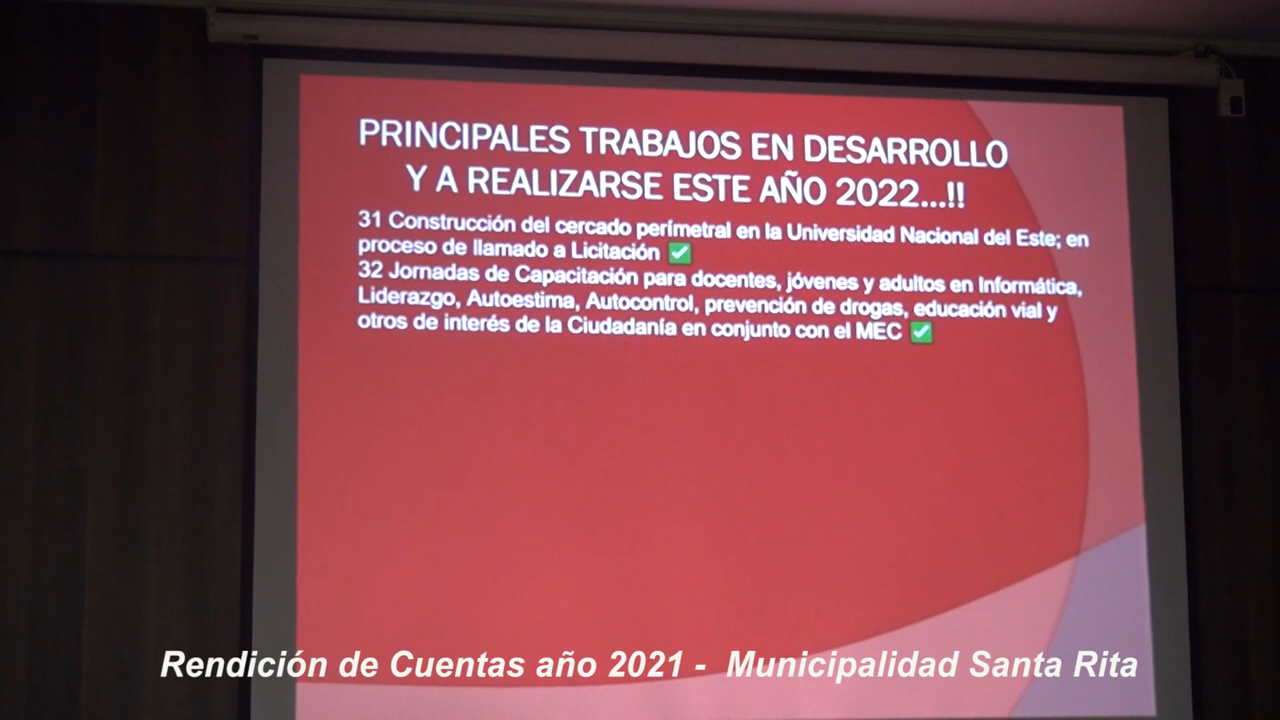 PRINCIPALES TRABAJOS EN DESARROLLO
Y A REALIZARSE ESTE AÑO 2022...!!
31 Construcción del cercado perímetral en la Universidad Nacional del Este; en
proceso de llamado a Licitación ✅
32 Jornadas de Capacitación para docentes, jóvenes y adultos en Informática,
Liderazgo, Autoestima, Autocontrol, prevención de drogas, educación vial y
otros de interés de la Ciudadanía en conjunto con el MEC ✅
Rendición de Cuentas año 2021 - Municipalidad Santa Rita